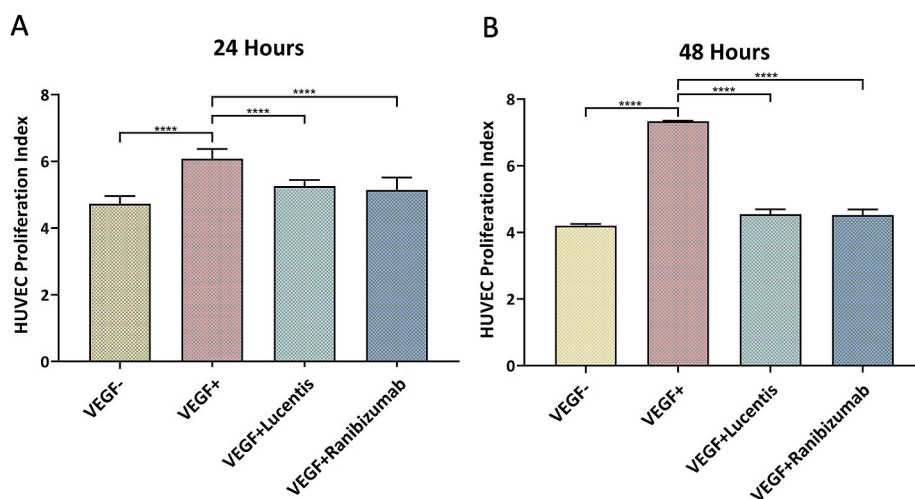 A
24 Hours
HUVEC Proliferation Index
8
6
4
2
0
****
****
****
VEGF-
VEGF+
VEGF+Lucentis
VEGF+Ranibizumab
B
48 Hours
HUVEC Proliferation Index
8
6
4
2
0
****
****
****
VEGF-
VEGF+
VEGF+Lucentis
VEGF+Ranibizumab